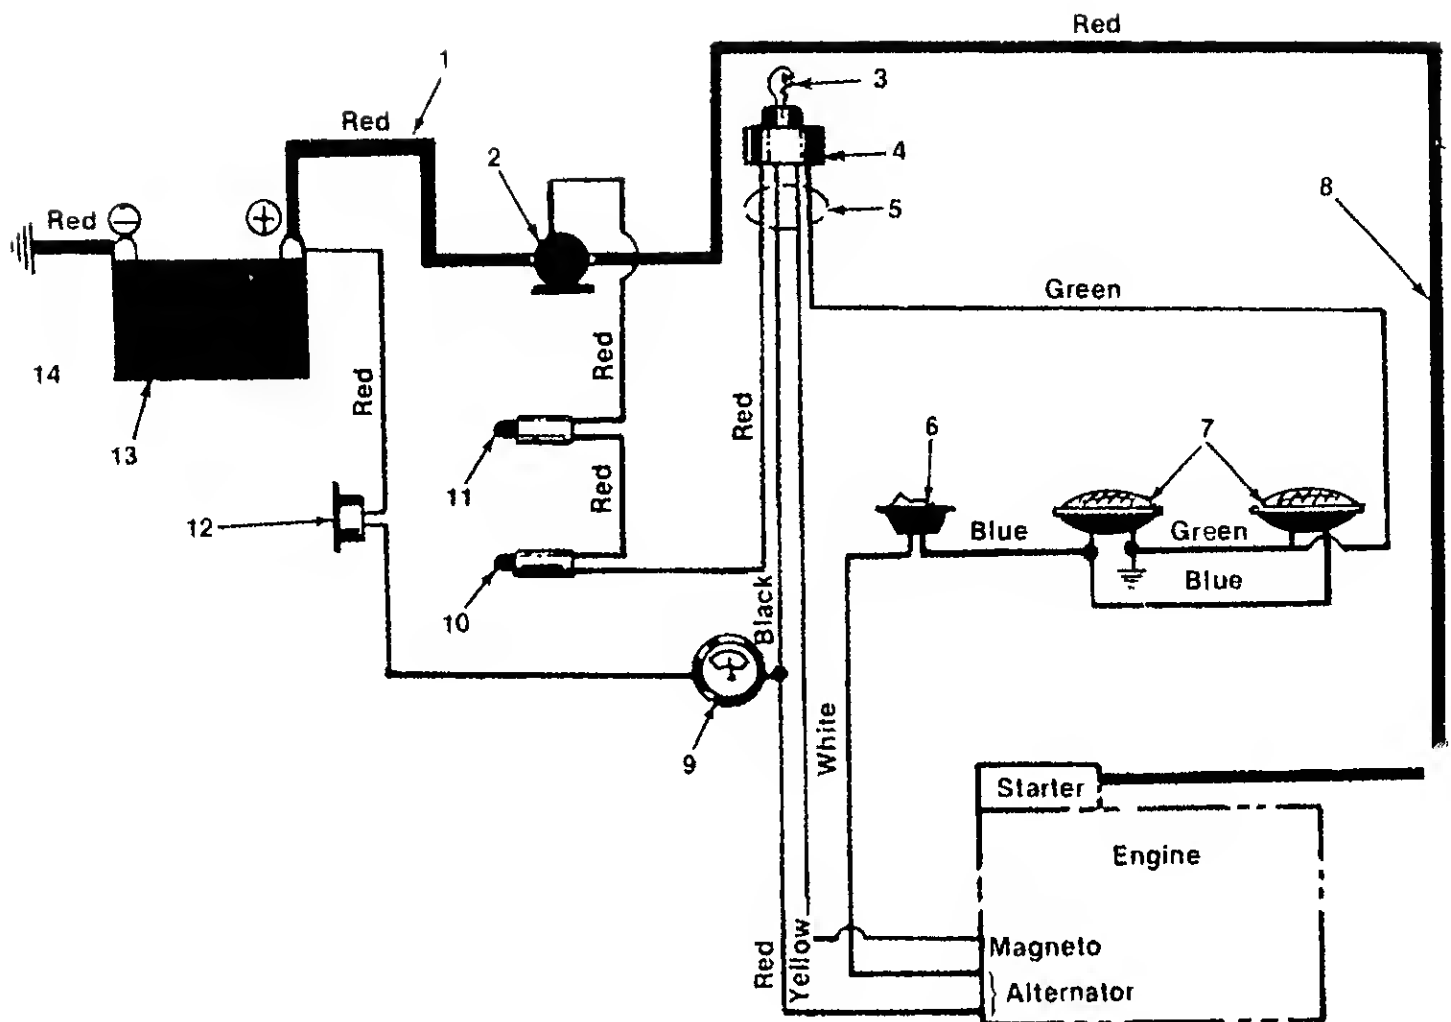 Red
1
Red
3
2
4
8
5
Red
−
+
Green
14
Red
Red
Red
13
6
7
11
Red
12
Blue
Green
Blue
10
Black
9
White
Starter
Engine
Red
Yellow
Magneto
Alternator